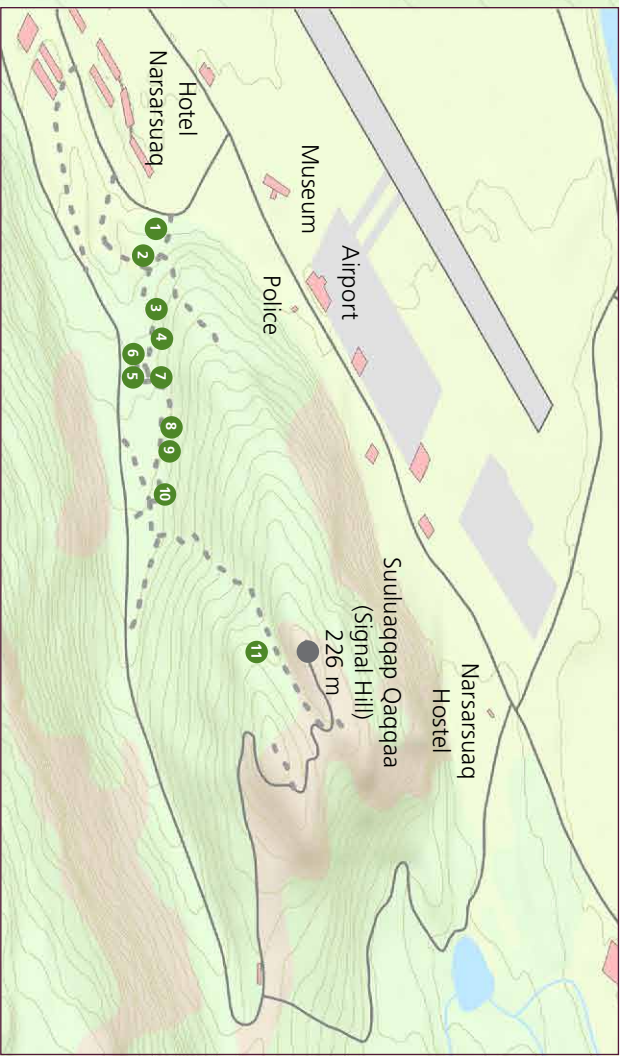 Hotel
Narsarsuaq
Museum
Airport
Police
Suuluaqqap Qaqqaa
(Signal Hill)
226 m
Narsarsuaq
Hostel
1
2
3
4
6
5
7
8
9
10
11